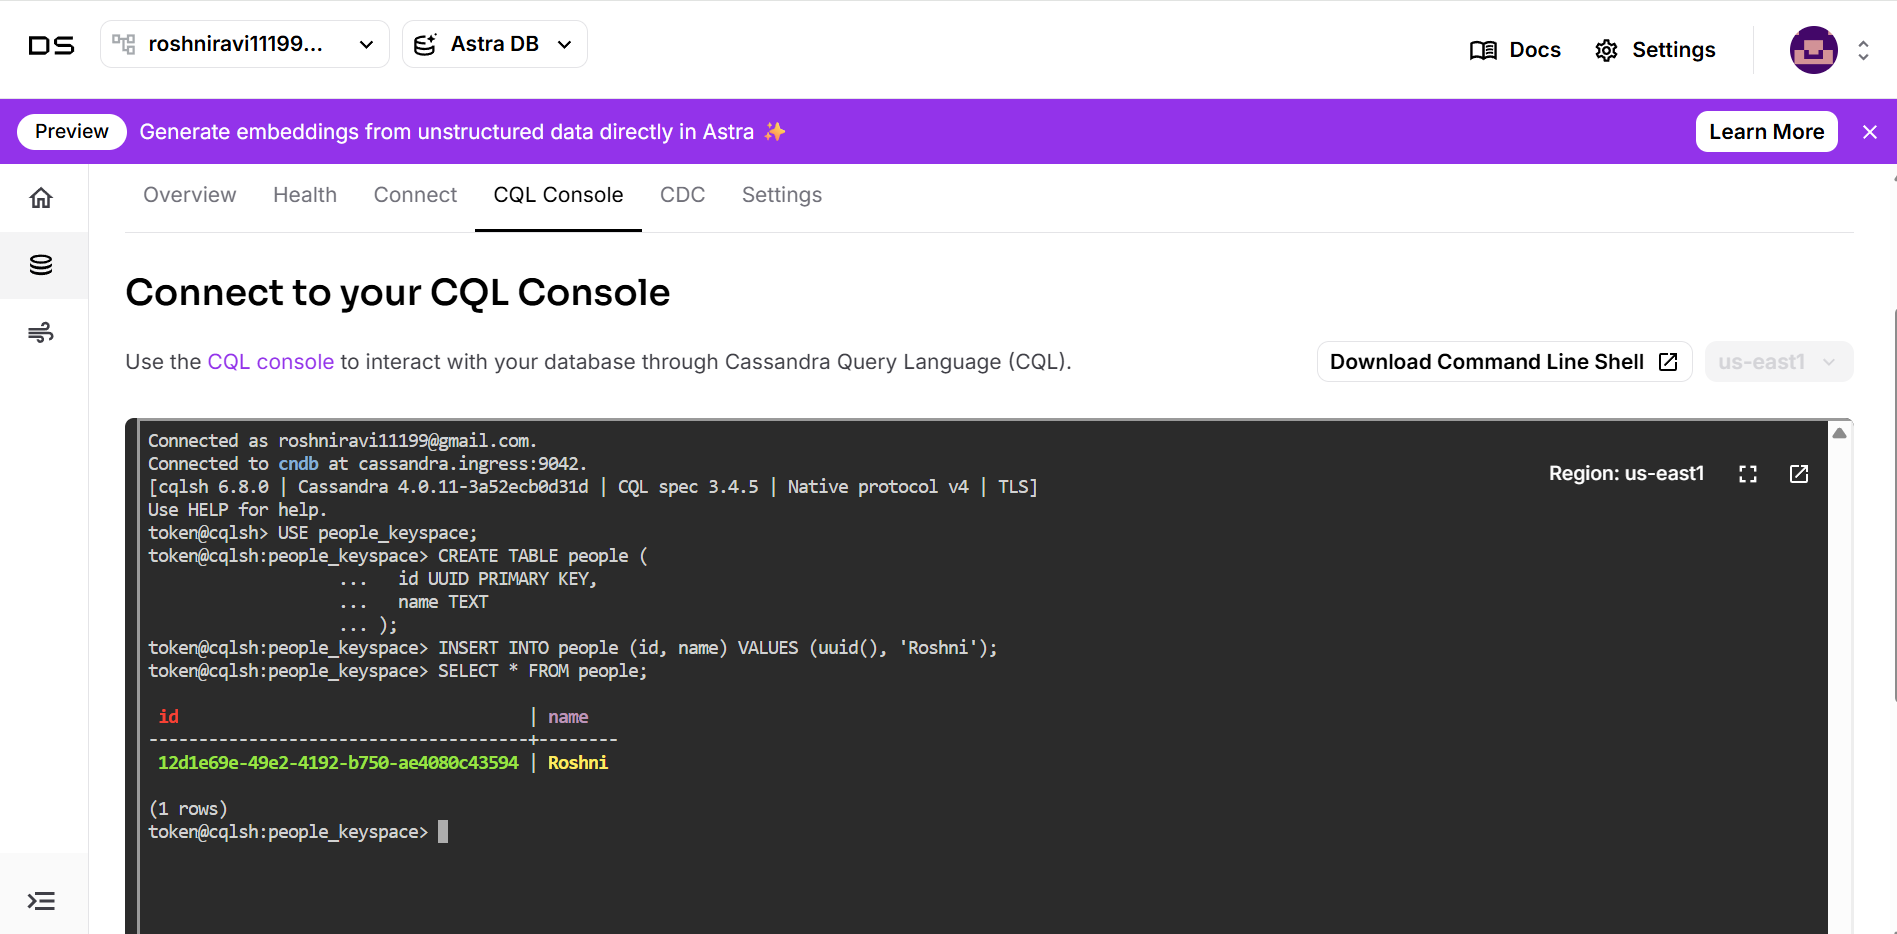 DS roshniravi11199... Astra DB Docs Settings
Preview Generate embeddings from unstructured data directly in Astra ✨ Learn More
Overview Health Connect CQL Console CDC Settings
Connect to your CQL Console
Use the CQL console to interact with your database through Cassandra Query Language (CQL). Download Command Line Shell us-east1
Connected as roshniravi11199@gmail.com.
Connected to cndb at cassandra.ingress:9042.
Region: us-east1
[cqlsh 6.8.0 | Cassandra 4.0.11-3a52ecb0d31d | CQL spec 3.4.5 | Native protocol v4 | TLS]
Use HELP for help.
token@cqlsh> USE people_keyspace;
token@cqlsh:people_keyspace> CREATE TABLE people (
...   id UUID PRIMARY KEY,
...   name TEXT
... );
token@cqlsh:people_keyspace> INSERT INTO people (id, name) VALUES (uuid(), 'Roshni');
token@cqlsh:people_keyspace> SELECT * FROM people;
id | name
--------------------------------------+--------
12d1e69e-49e2-4192-b750-ae4080c43594 | Roshni
(1 rows)
token@cqlsh:people_keyspace>